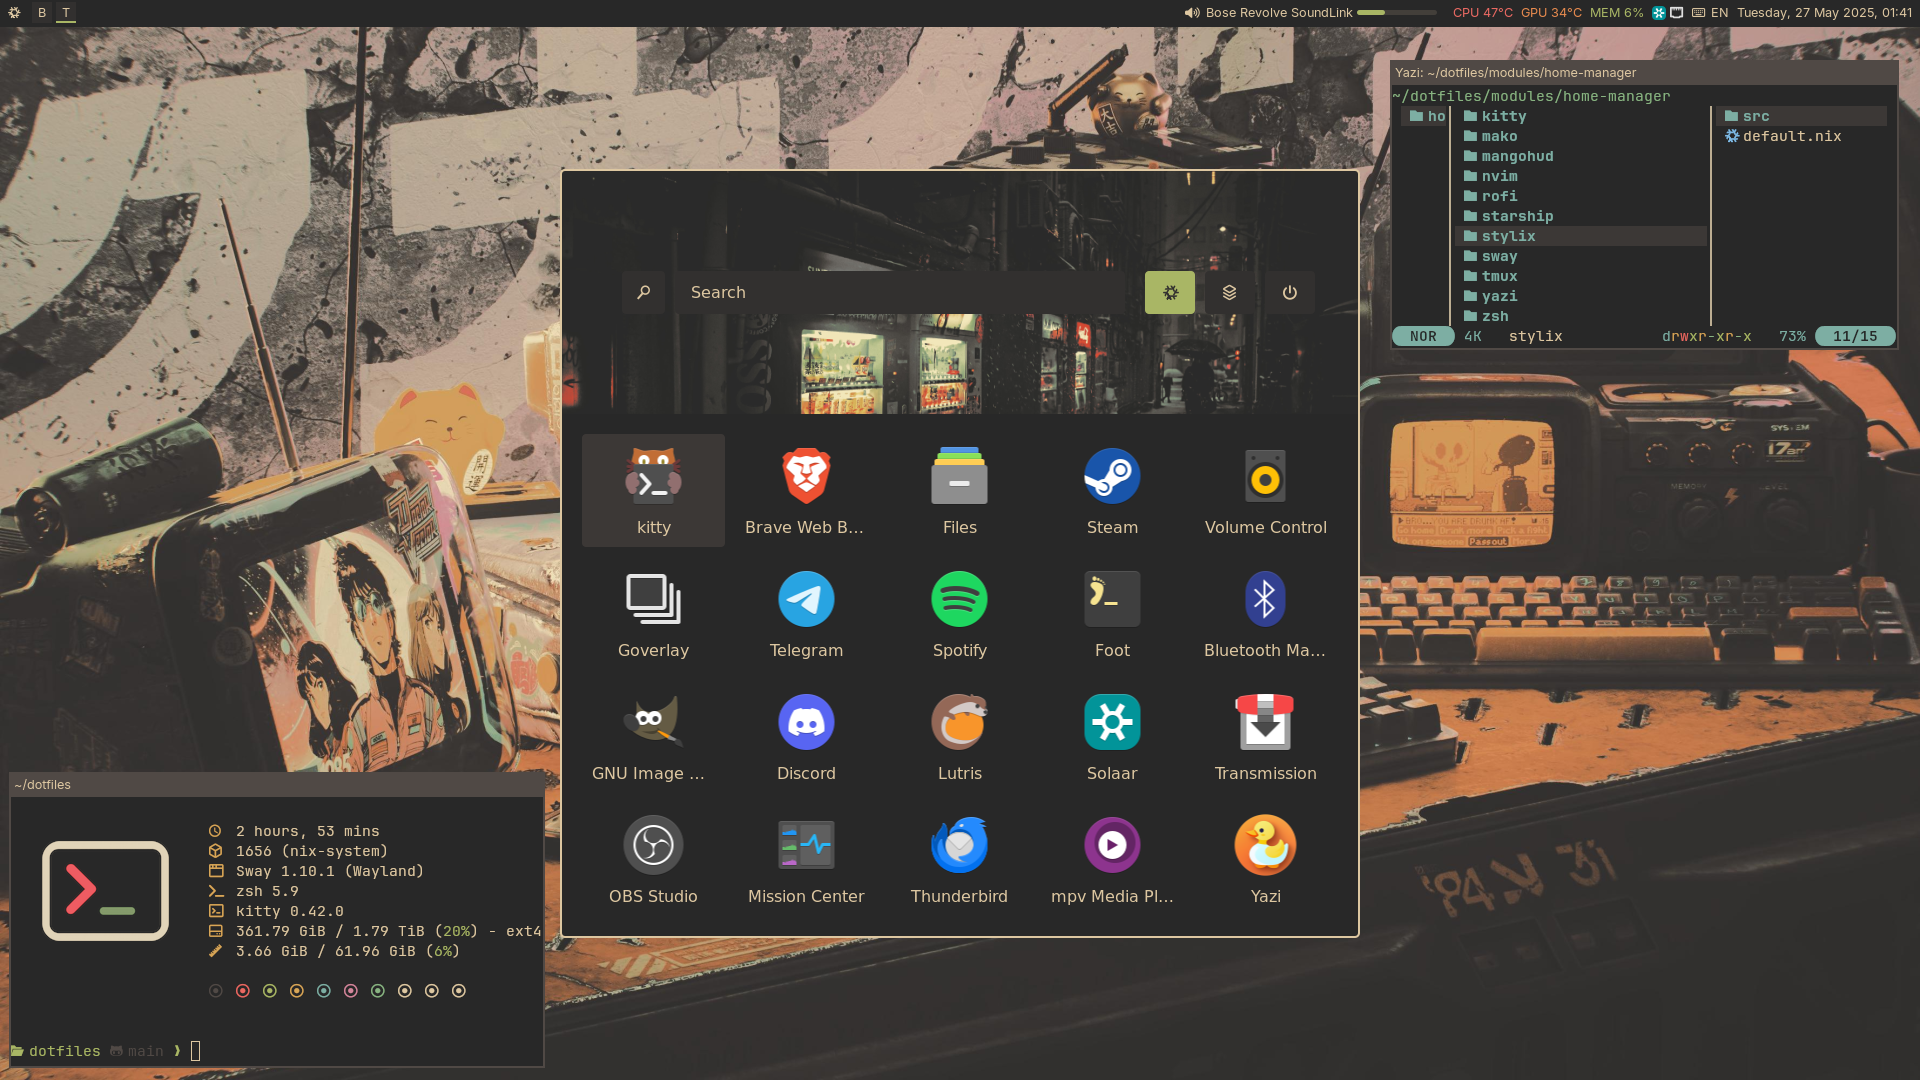 B T
Bose Revolve SoundLink CPU 47°C GPU 34°C MEM 6% EN Tuesday, 27 May 2025, 01:41
Yazi: ~/dotfiles/modules/home-manager
~/dotfiles/modules/home-manager
ho kitty src
mako default.nix
mangohud
nvim
rofi
starship
stylix
sway
tmux
yazi
zsh
NOR 4K stylix drwxr-xr-x 73% 11/15
Search
kitty Brave Web B... Files Steam Volume Control
Goverlay Telegram Spotify Foot Bluetooth Ma...
GNU Image ... Discord Lutris Solaar Transmission
OBS Studio Mission Center Thunderbird mpv Media Pl... Yazi
SYSTEM
17am
MEMORY LEVEL
Passout
~/dotfiles
2 hours, 53 mins
1656 (nix-system)
Sway 1.10.1 (Wayland)
zsh 5.9
kitty 0.42.0
361.79 GiB / 1.79 TiB (20%) - ext4
3.66 GiB / 61.96 GiB (6%)
dotfiles main ❯